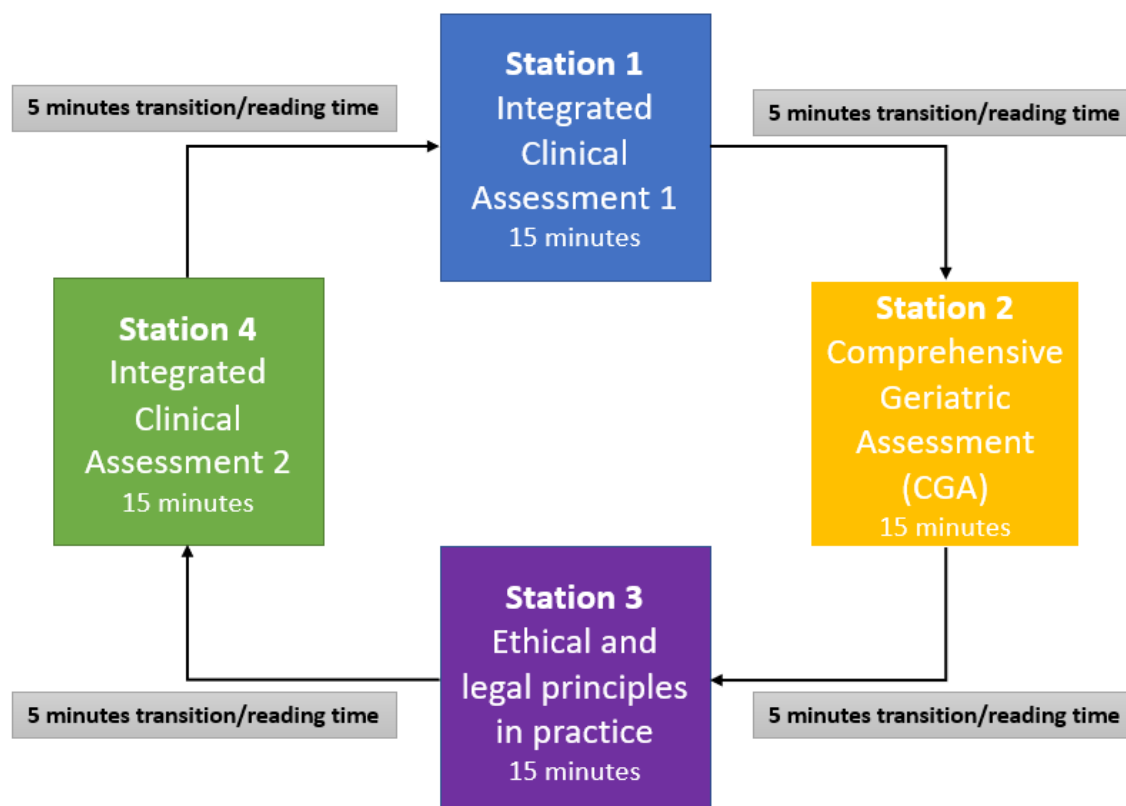 Station 1
Integrated
Clinical
Assessment 1
15 minutes
5 minutes transition/reading time
5 minutes transition/reading time
Station 4
Integrated
Clinical
Assessment 2
15 minutes
Station 2
Comprehensive
Geriatric
Assessment
(CGA)
15 minutes
Station 3
Ethical and
legal principles
in practice
15 minutes
5 minutes transition/reading time
5 minutes transition/reading time